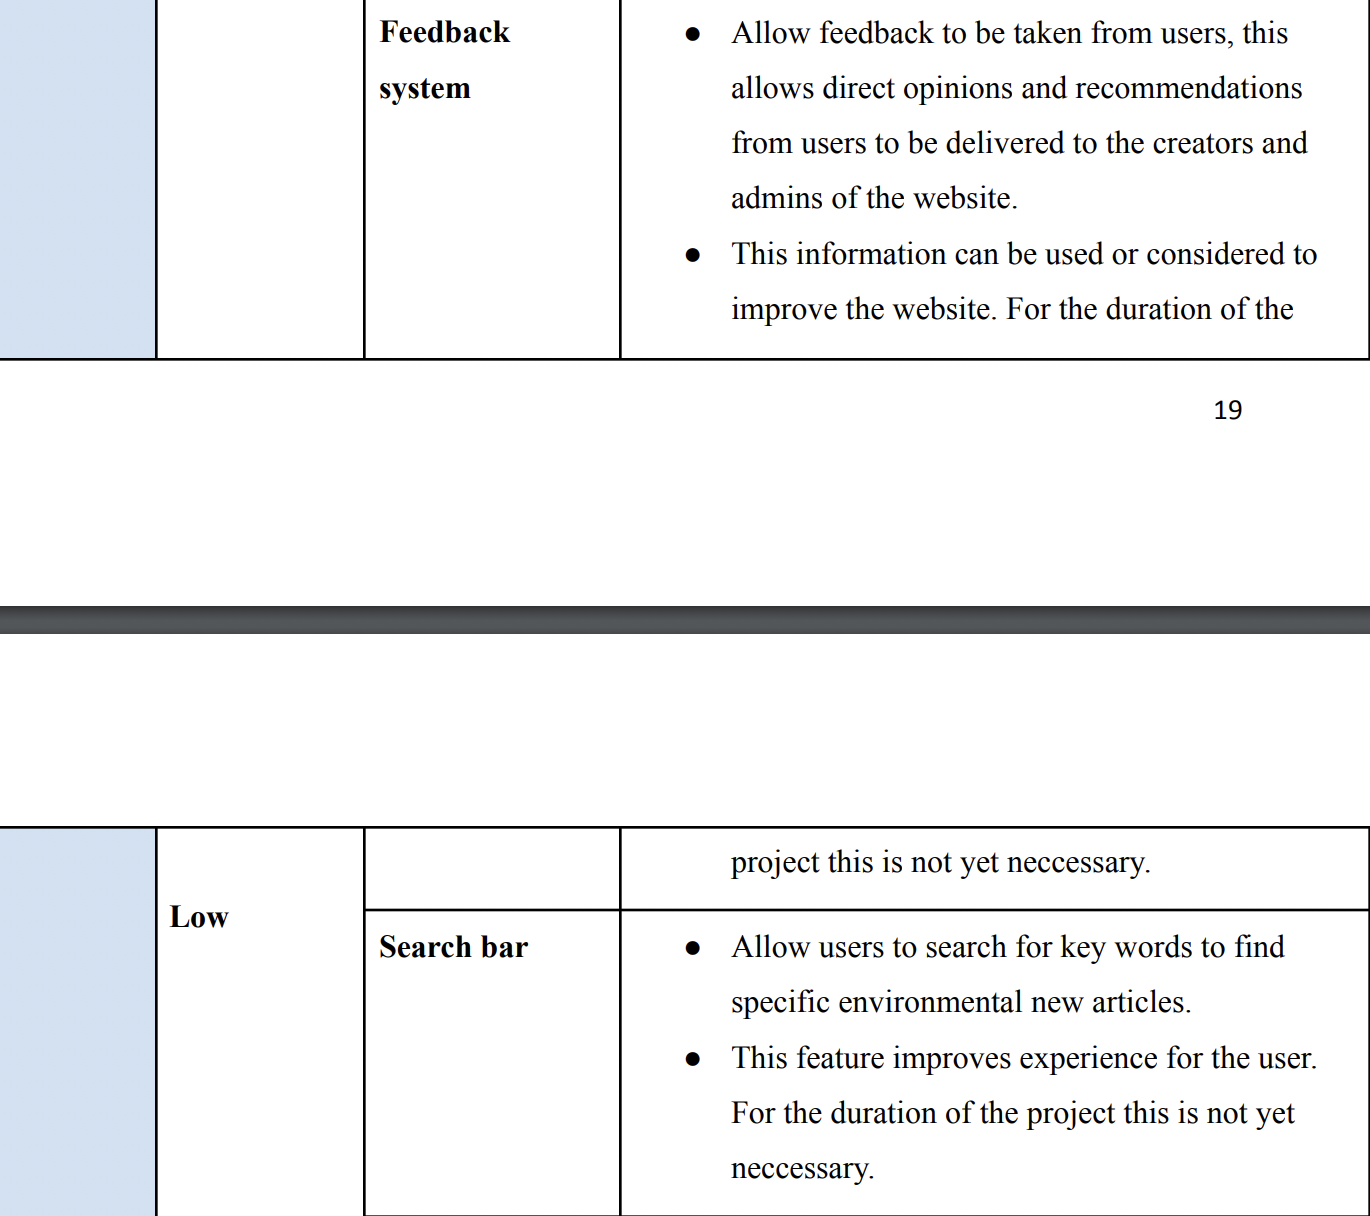 Feedback
system
● Allow feedback to be taken from users, this
allows direct opinions and recommendations
from users to be delivered to the creators and
admins of the website.
● This information can be used or considered to
improve the website. For the duration of the
19
project this is not yet neccessary.
Low
Search bar
● Allow users to search for key words to find
specific environmental new articles.
● This feature improves experience for the user.
For the duration of the project this is not yet
neccessary.